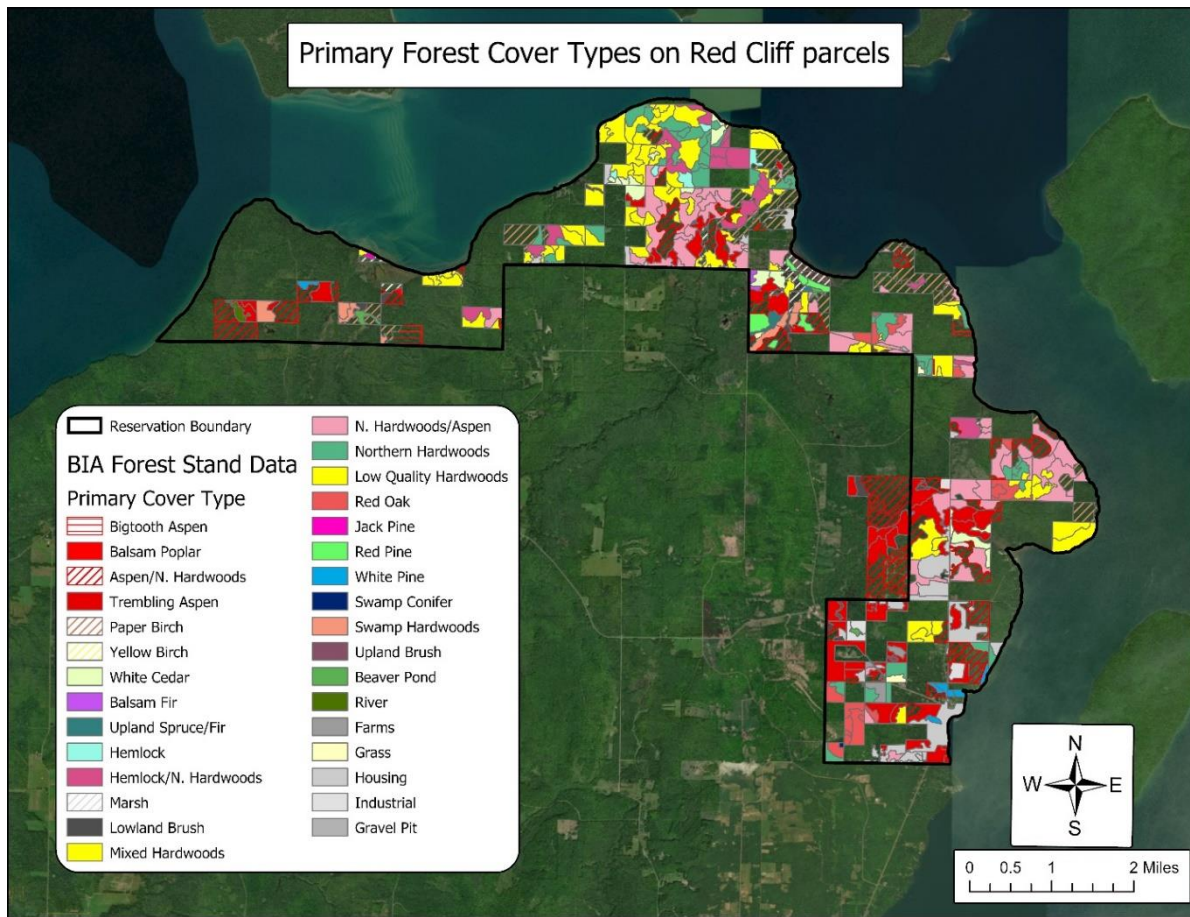 Primary Forest Cover Types on Red Cliff parcels
Reservation Boundary
BIA Forest Stand Data
Primary Cover Type
Bigtooth Aspen
Balsam Poplar
Aspen/N. Hardwoods
Trembling Aspen
Paper Birch
Yellow Birch
White Cedar
Balsam Fir
Upland Spruce/Fir
Hemlock
Hemlock/N. Hardwoods
Marsh
Lowland Brush
Mixed Hardwoods
N. Hardwoods/Aspen
Northern Hardwoods
Low Quality Hardwoods
Red Oak
Jack Pine
Red Pine
White Pine
Swamp Conifer
Swamp Hardwoods
Upland Brush
Beaver Pond
River
Farms
Grass
Housing
Industrial
Gravel Pit
N
W E
S
0 0.5 1 2 Miles